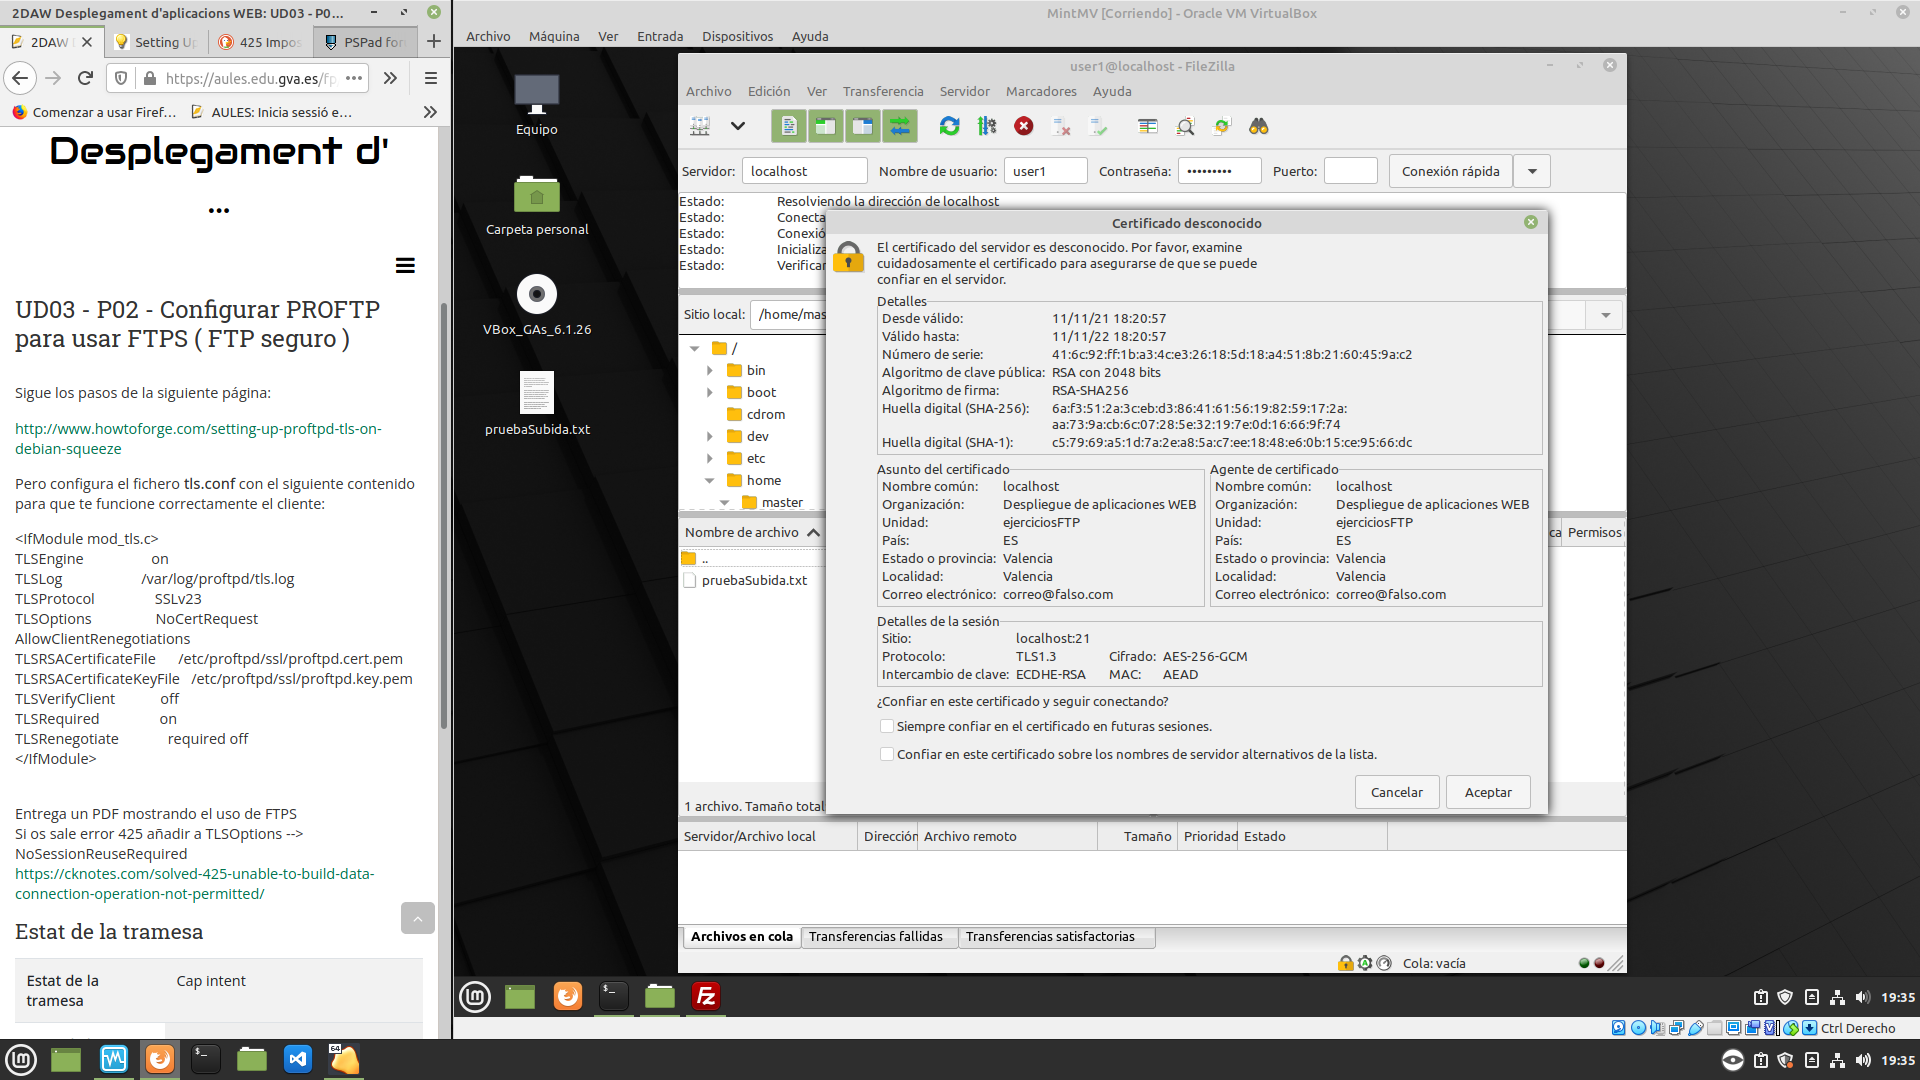 2DAW Desplegament d'aplicacions WEB: UD03 - P0...
2DAW
Setting Up
425 Impos
PSPad for
https://aules.edu.gva.es/fp
Comenzar a usar Firef...
AULES: Inicia sessió e...
Desplegament d'
...
UD03 - P02 - Configurar PROFTP
para usar FTPS ( FTP seguro )
Sigue los pasos de la siguiente página:
http://www.howtoforge.com/setting-up-proftpd-tls-on-
debian-squeeze
Pero configura el fichero tls.conf con el siguiente contenido
para que te funcione correctamente el cliente:
<IfModule mod_tls.c>
TLSEngine on
TLSLog /var/log/proftpd/tls.log
TLSProtocol SSLv23
TLSOptions NoCertRequest
AllowClientRenegotiations
TLSRSACertificateFile /etc/proftpd/ssl/proftpd.cert.pem
TLSRSACertificateKeyFile /etc/proftpd/ssl/proftpd.key.pem
TLSVerifyClient off
TLSRequired on
TLSRenegotiate required off
</IfModule>
Entrega un PDF mostrando el uso de FTPS
Si os sale error 425 añadir a TLSOptions -->
NoSessionReuseRequired
https://cknotes.com/solved-425-unable-to-build-data-
connection-operation-not-permitted/
Estat de la tramesa
Estat de la
tramesa
Cap intent
MintMV [Corriendo] - Oracle VM VirtualBox
Archivo Máquina Ver Entrada Dispositivos Ayuda
Equipo
Carpeta personal
VBox_GAs_6.1.26
pruebaSubida.txt
user1@localhost - FileZilla
Archivo Edición Ver Transferencia Servidor Marcadores Ayuda
Servidor: localhost Nombre de usuario: user1 Contraseña: ••••••••• Puerto: Conexión rápida
Estado: Resolviendo la dirección de localhost
Estado: Conecta
Estado: Conexió
Estado: Inicializa
Estado: Verificar
Sitio local: /home/mas
/
bin
boot
cdrom
dev
etc
home
master
Nombre de archivo
ca Permisos
..
pruebaSubida.txt
1 archivo. Tamaño total
Certificado desconocido
El certificado del servidor es desconocido. Por favor, examine
cuidadosamente el certificado para asegurarse de que se puede
confiar en el servidor.
Detalles
Desde válido: 11/11/21 18:20:57
Válido hasta: 11/11/22 18:20:57
Número de serie: 41:6c:92:ff:1b:a3:4c:e3:26:18:5d:18:a4:51:8b:21:60:45:9a:c2
Algoritmo de clave pública: RSA con 2048 bits
Algoritmo de firma: RSA-SHA256
Huella digital (SHA-256): 6a:f3:51:2a:3c:eb:d3:86:41:61:56:19:82:59:17:2a:
aa:73:9a:cb:6c:07:28:5e:32:19:7e:0d:16:66:9f:74
Huella digital (SHA-1): c5:79:69:a5:1d:7a:2e:a8:5a:c7:ee:18:48:e6:0b:15:ce:95:66:dc
Asunto del certificado
Nombre común: localhost
Organización: Despliegue de aplicaciones WEB
Unidad: ejerciciosFTP
País: ES
Estado o provincia: Valencia
Localidad: Valencia
Correo electrónico: correo@falso.com
Agente de certificado
Nombre común: localhost
Organización: Despliegue de aplicaciones WEB
Unidad: ejerciciosFTP
País: ES
Estado o provincia: Valencia
Localidad: Valencia
Correo electrónico: correo@falso.com
Detalles de la sesión
Sitio: localhost:21
Protocolo: TLS1.3 Cifrado: AES-256-GCM
Intercambio de clave: ECDHE-RSA MAC: AEAD
¿Confiar en este certificado y seguir conectando?
Siempre confiar en el certificado en futuras sesiones.
Confiar en este certificado sobre los nombres de servidor alternativos de la lista.
Cancelar Aceptar
Servidor/Archivo local Dirección Archivo remoto Tamaño Prioridad Estado
Archivos en cola Transferencias fallidas Transferencias satisfactorias
Cola: vacía
19:35
Ctrl Derecho
64
19:35